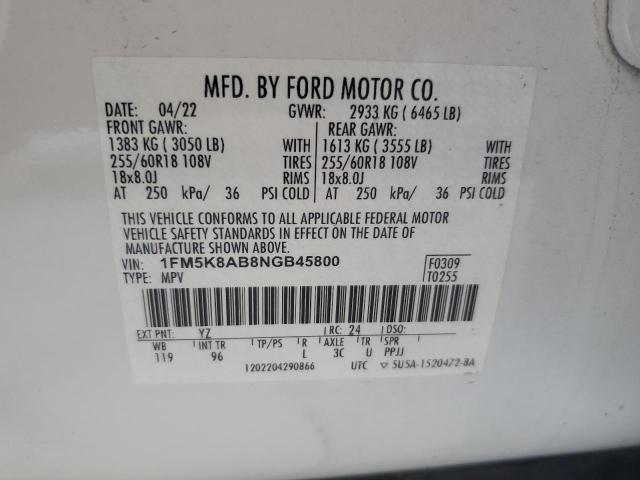 MFD. BY FORD MOTOR CO.
DATE: 04/22 GVWR: 2933 KG ( 6465 LB)
FRONT GAWR: REAR GAWR:
1383 KG ( 3050 LB) WITH 1613 KG ( 3555 LB) WITH
255/60R18 108V TIRES 255/60R18 108V TIRES
18x8.0J RIMS 18x8.0J RIMS
AT 250 kPa/ 36 PSI COLD AT 250 kPa/ 36 PSI COLD
THIS VEHICLE CONFORMS TO ALL APPLICABLE FEDERAL MOTOR
VEHICLE SAFETY STANDARDS IN EFFECT ON THE DATE OF
MANUFACTURE SHOWN ABOVE.
VIN: 1FM5K8AB8NGB45800 F0309
TYPE: MPV T0255
EXT PNT: YZ RC: 24 DSO:
WB INT TR TP/PS R AXLE TR SPR
119 96 L 3C U PPJJ
1202204290866 UTC ▽ 5U5A-1520472-BA